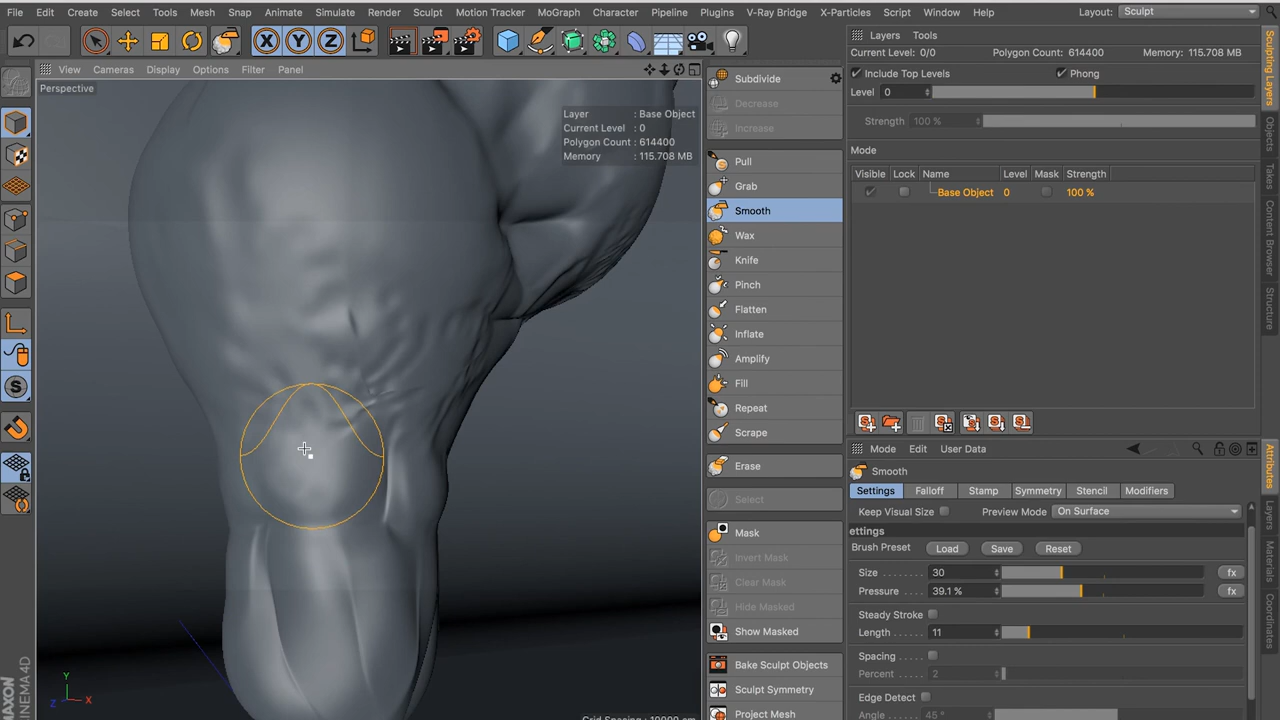 File Edit Create Select Tools Mesh Snap Animate Simulate Render Sculpt Motion Tracker MoGraph Character Pipeline Plugins V-Ray Bridge X-Particles Script Window Help Layout: Sculpt
X Y Z
View Cameras Display Options Filter Panel
Perspective
Layer : Base Object
Current Level : 0
Polygon Count : 614400
Memory : 115.708 MB
S
Y
Z X
MAXON
CINEMA4D
Subdivide
Decrease
Increase
Pull
Grab
Smooth
Wax
Knife
Pinch
Flatten
Inflate
Amplify
Fill
Repeat
Scrape
Erase
Select
Mask
Invert Mask
Clear Mask
Hide Masked
Show Masked
Bake Sculpt Objects
Sculpt Symmetry
Project Mesh
Layers Tools
Current Level: 0/0 Polygon Count: 614400 Memory: 115.708 MB
Include Top Levels Phong
Level 0
Strength 100 %
Mode
Visible Lock Name Level Mask Strength
Base Object 0 100 %
Mode Edit User Data
Smooth
Settings Falloff Stamp Symmetry Stencil Modifiers
Keep Visual Size Preview Mode On Surface
ettings
Brush Preset Load Save Reset
Size 30 fx
Pressure 39.1 % fx
Steady Stroke
Length 11
Spacing
Percent 2
Edge Detect
Angle 45 °
Sculpting Layers
Objects
Takes
Content Browser
Structure
Attributes
Layers
Materials
Coordinates